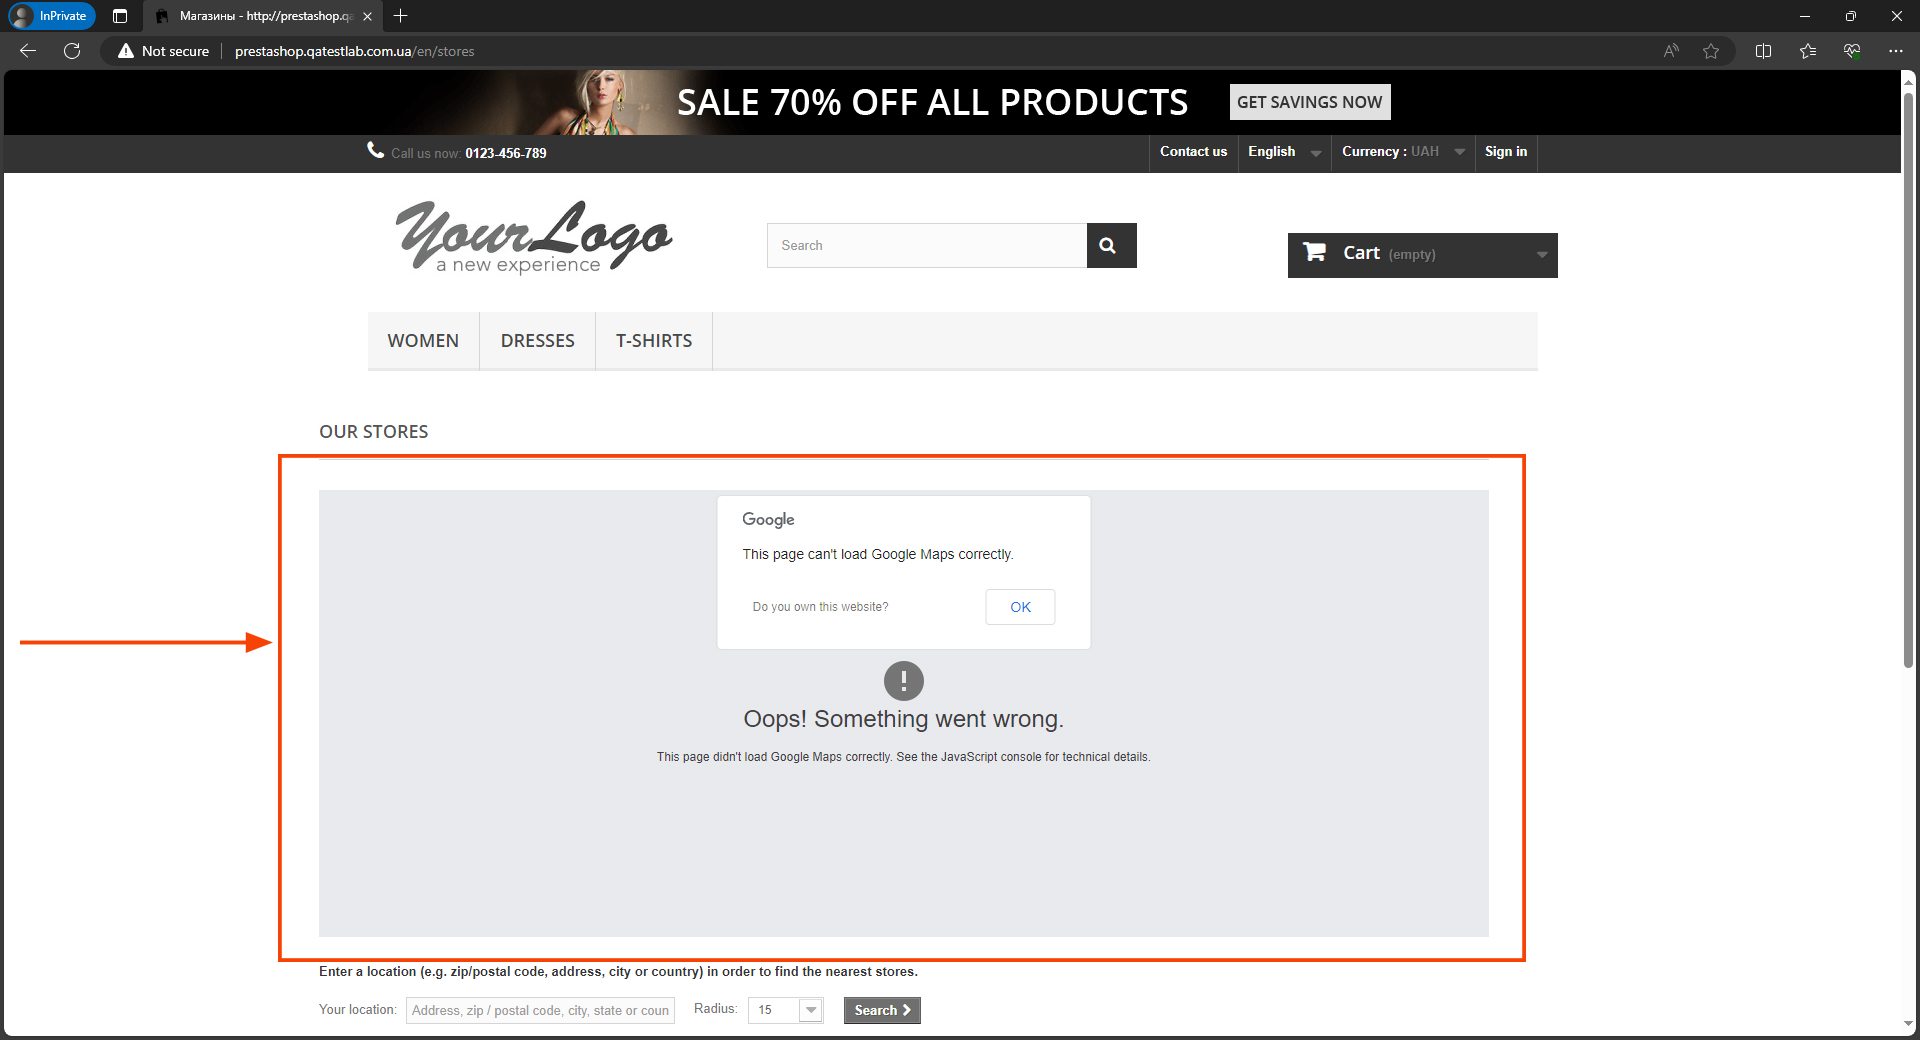 InPrivate
Магазины - http://prestashop.qa
Not secure
prestashop.qatestlab.com.ua/en/stores
SALE 70% OFF ALL PRODUCTS
GET SAVINGS NOW
Call us now: 0123-456-789
Contact us
English
Currency : UAH
Sign in
YourLogo
a new experience
Search
Cart (empty)
WOMEN
DRESSES
T-SHIRTS
OUR STORES
Google
This page can't load Google Maps correctly.
Do you own this website?
OK
Oops! Something went wrong.
This page didn't load Google Maps correctly. See the JavaScript console for technical details.
Enter a location (e.g. zip/postal code, address, city or country) in order to find the nearest stores.
Your location:
Address, zip / postal code, city, state or coun
Radius:
15
Search